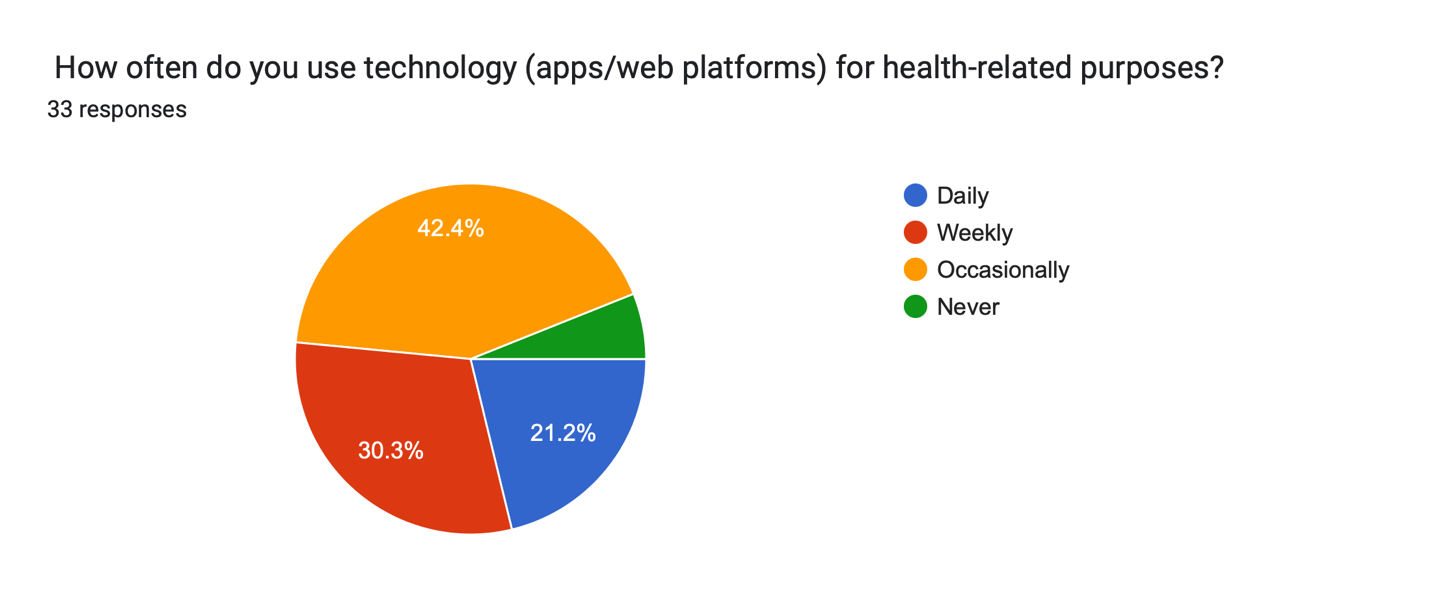 How often do you use technology (apps/web platforms) for health-related purposes?
33 responses
42.4%
30.3%
21.2%
Daily
Weekly
Occasionally
Never